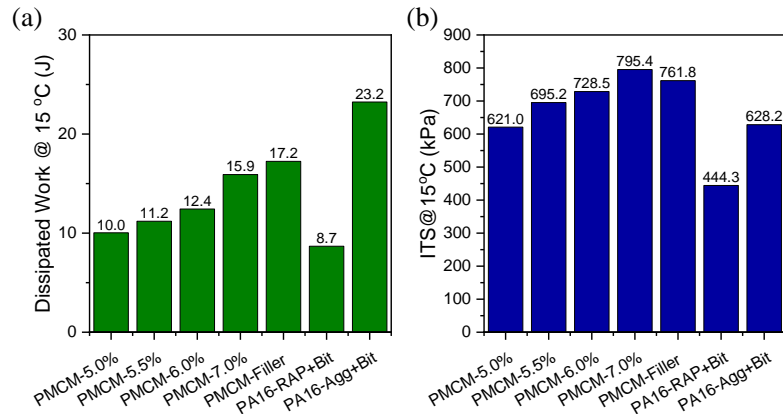 (a)
Dissipated Work @ 15 °C (J)
30
20
10
0
10.0
11.2
12.4
15.9
17.2
8.7
23.2
PMCM-5.0%
PMCM-5.5%
PMCM-6.0%
PMCM-7.0%
PMCM-Filler
PA16-RAP+Bit
PA16-Agg+Bit
(b)
ITS@15°C (kPa)
900
800
700
600
500
400
300
200
100
0
621.0
695.2
728.5
795.4
761.8
444.3
628.2
PMCM-5.0%
PMCM-5.5%
PMCM-6.0%
PMCM-7.0%
PMCM-Filler
PA16-RAP+Bit
PA16-Agg+Bit